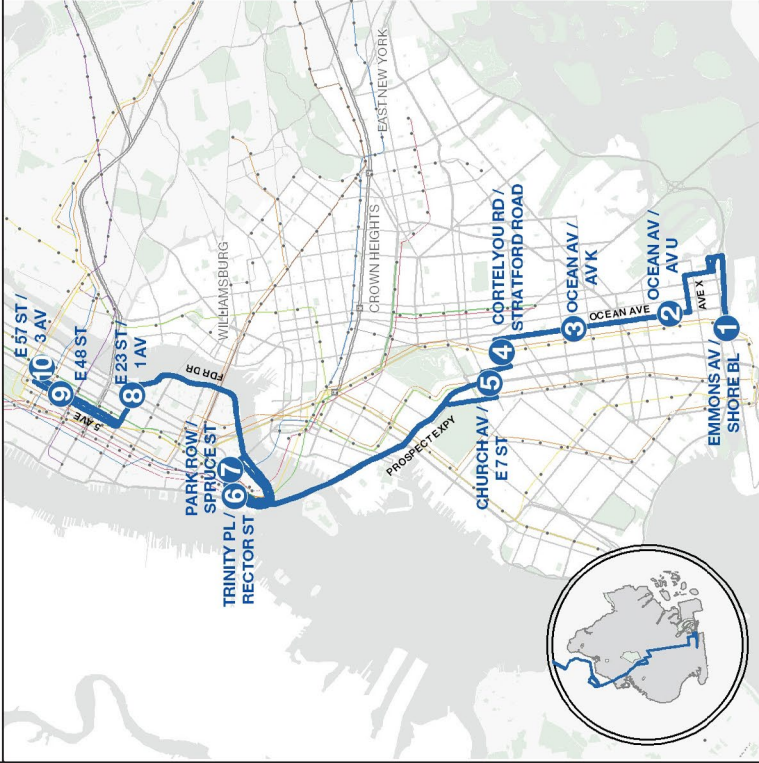 E 57 ST /
3 AV
10
E 48 ST
9
5 AVE
E 23 ST /
1 AV
8
FDR DR
WILLIAMSBURG
PARK ROW /
SPRUCE ST
7
TRINITY PL /
RECTOR ST
6
EAST NEW YORK
CROWN HEIGHTS
PROSPECT EXPY
CHURCH AV /
E 7 ST
5
CORTELYOU RD /
STRATFORD ROAD
4
OCEAN AV /
AV K
3
OCEAN AVE
OCEAN AV /
AV U
2
AVE X
EMMONS AV /
SHORE BL
1